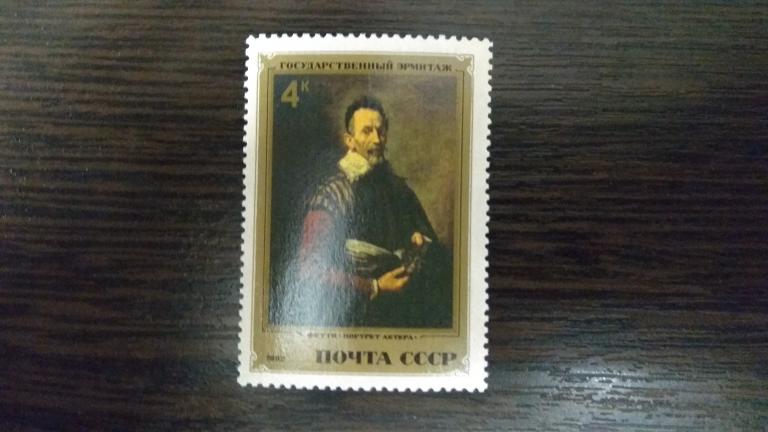 ГОСУДАРСТВЕННЫЙ ЭРМИТАЖ
4к
ФЕТТИ «ПОРТРЕТ АКТЕРА»
1982 ПОЧТА СССР